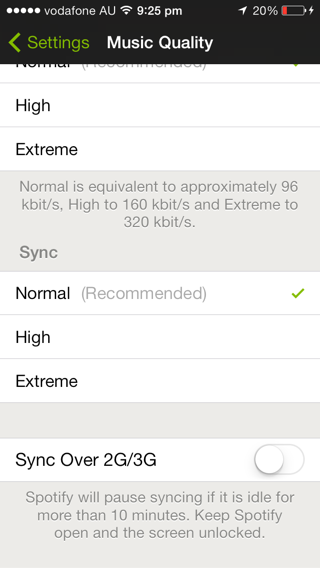 vodafone AU 9:25 pm 20%
Settings Music Quality
Normal (Recommended)
High
Extreme
Normal is equivalent to approximately 96
kbit/s, High to 160 kbit/s and Extreme to
320 kbit/s.
Sync
Normal (Recommended)
High
Extreme
Sync Over 2G/3G
Spotify will pause syncing if it is idle for
more than 10 minutes. Keep Spotify
open and the screen unlocked.